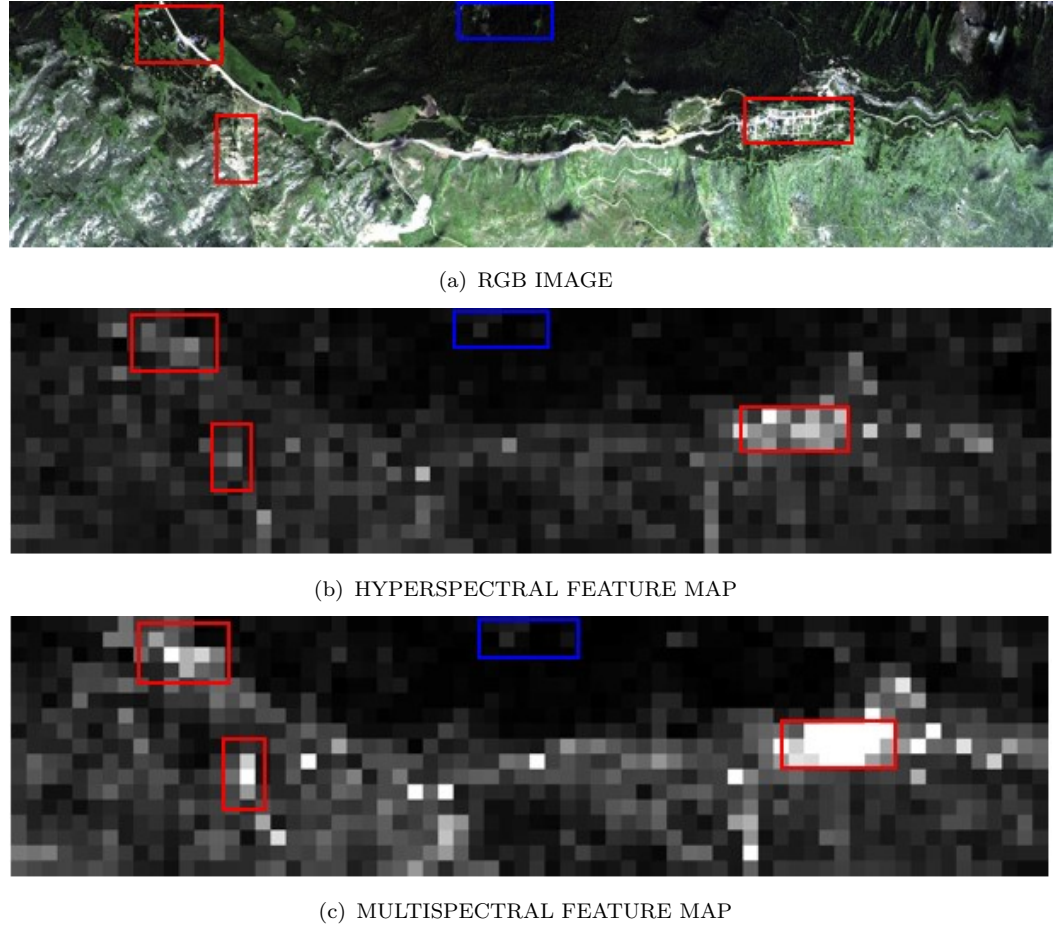 (a) RGB IMAGE
(b) HYPERSPECTRAL FEATURE MAP
(c) MULTISPECTRAL FEATURE MAP